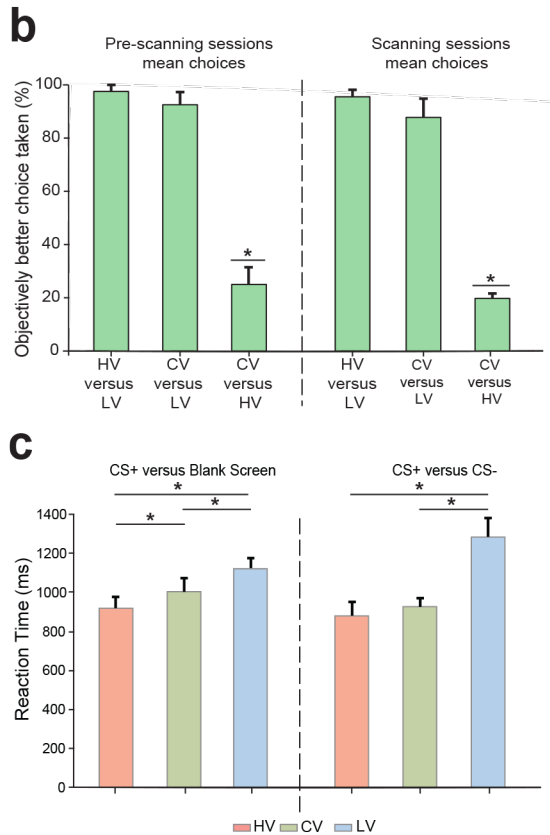 b
Pre-scanning sessions
mean choices
Scanning sessions
mean choices
Objectively better choice taken (%)
100
80
60
40
20
0
*
*
HV
versus
LV
CV
versus
LV
CV
versus
HV
HV
versus
LV
CV
versus
LV
CV
versus
HV
c
CS+ versus Blank Screen
CS+ versus CS-
*
*
*
*
*
Reaction Time (ms)
1400
1200
1000
800
600
400
200
0
HV CV LV